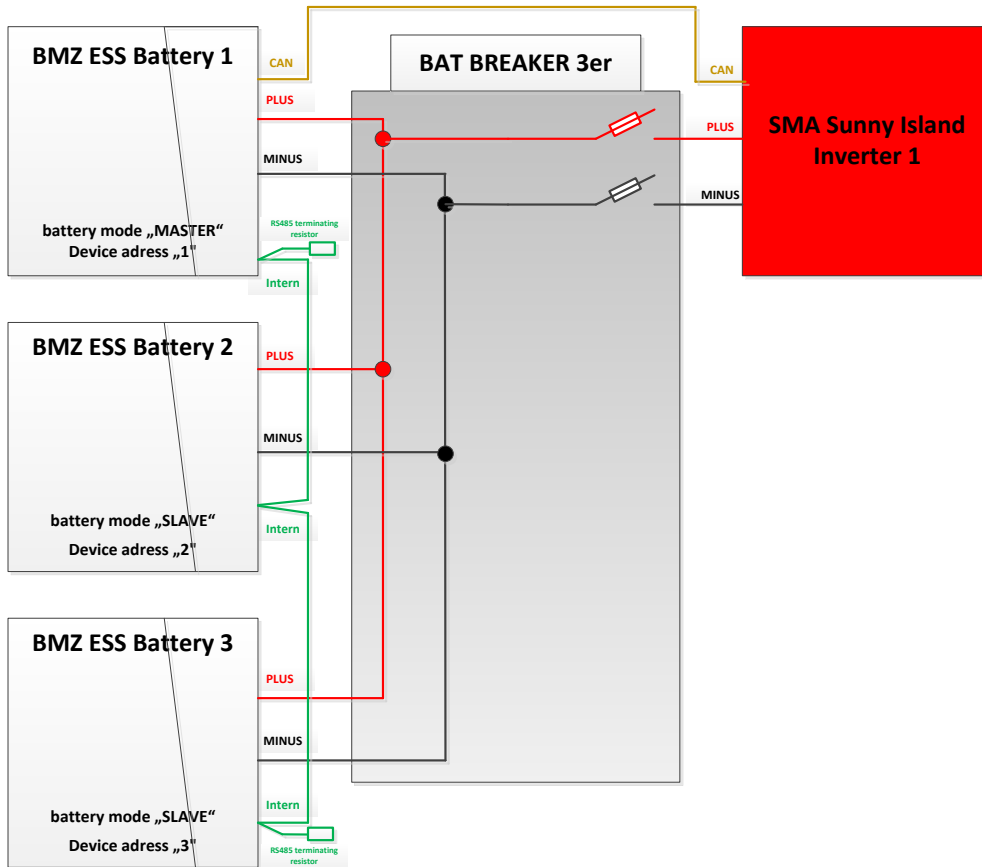 BMZ ESS Battery 1
CAN
PLUS
MINUS
battery mode „MASTER“
Device adress „1"
RS485 terminating
resistor
Intern
BAT BREAKER 3er
CAN
PLUS
MINUS
SMA Sunny Island
Inverter 1
BMZ ESS Battery 2
PLUS
MINUS
battery mode „SLAVE“
Device adress „2"
Intern
BMZ ESS Battery 3
PLUS
MINUS
battery mode „SLAVE“
Device adress „3"
Intern
RS485 terminating
resistor